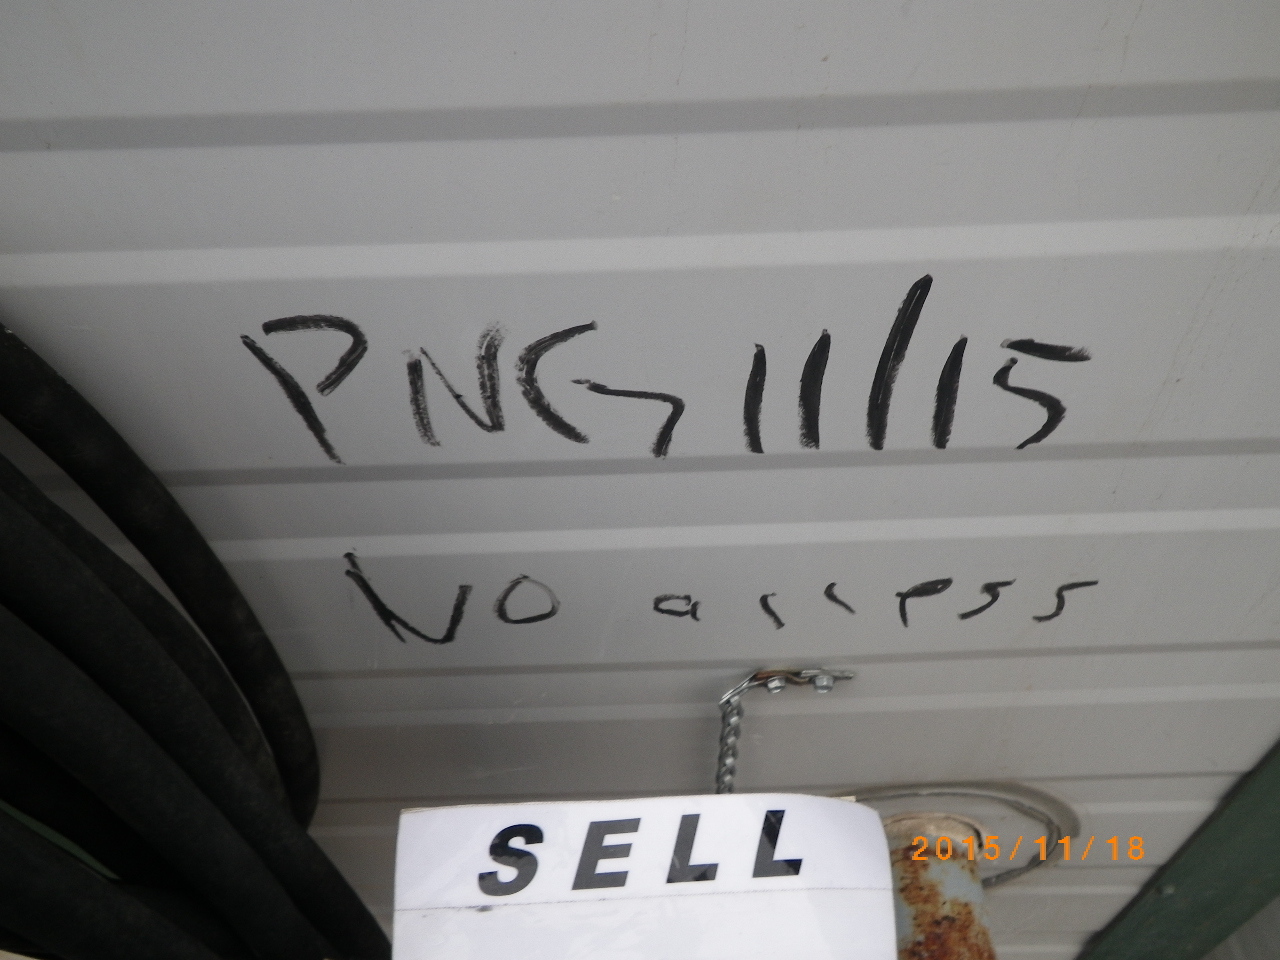 PNG 11/15
No access
SELL
2015/11/18